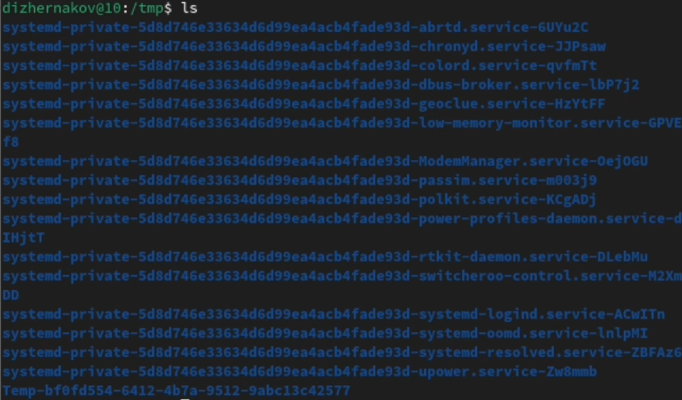 dizhernakov@10:/tmp$ ls
systemd-private-5d8d746e33634d6d99ea4acb4fade93d-abrtd.service-6UYu2C
systemd-private-5d8d746e33634d6d99ea4acb4fade93d-chronyd.service-JJPsaw
systemd-private-5d8d746e33634d6d99ea4acb4fade93d-colord.service-qvfmTt
systemd-private-5d8d746e33634d6d99ea4acb4fade93d-dbus-broker.service-lbP7j2
systemd-private-5d8d746e33634d6d99ea4acb4fade93d-geoclue.service-HzYtFF
systemd-private-5d8d746e33634d6d99ea4acb4fade93d-low-memory-monitor.service-GPVE
f8
systemd-private-5d8d746e33634d6d99ea4acb4fade93d-ModemManager.service-OejOGU
systemd-private-5d8d746e33634d6d99ea4acb4fade93d-passim.service-m003j9
systemd-private-5d8d746e33634d6d99ea4acb4fade93d-polkit.service-KCgADj
systemd-private-5d8d746e33634d6d99ea4acb4fade93d-power-profiles-daemon.service-d
IHjtT
systemd-private-5d8d746e33634d6d99ea4acb4fade93d-rtkit-daemon.service-DLebMu
systemd-private-5d8d746e33634d6d99ea4acb4fade93d-switcheroo-control.service-M2Xm
DD
systemd-private-5d8d746e33634d6d99ea4acb4fade93d-systemd-logind.service-ACwITn
systemd-private-5d8d746e33634d6d99ea4acb4fade93d-systemd-oomd.service-lnlpMI
systemd-private-5d8d746e33634d6d99ea4acb4fade93d-systemd-resolved.service-ZBFAz6
systemd-private-5d8d746e33634d6d99ea4acb4fade93d-upower.service-Zw8mmb
Temp-bf0fd554-6412-4b7a-9512-9abc13c42577